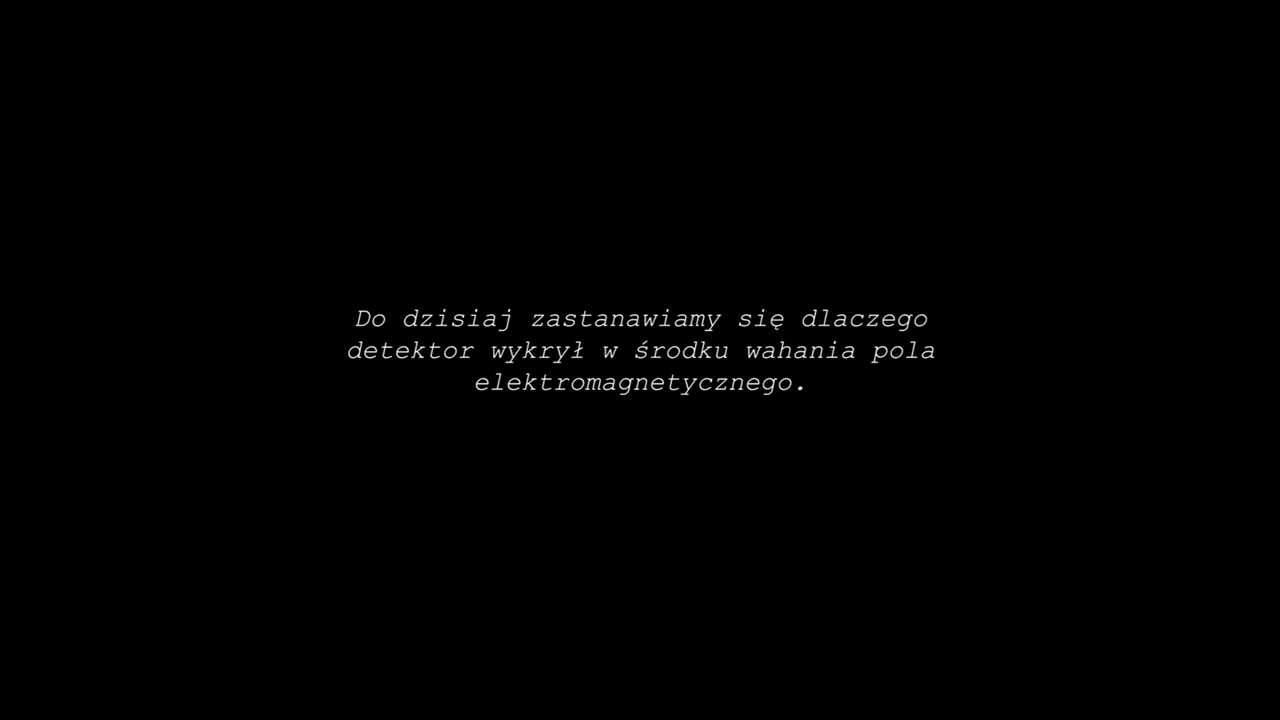 Do dzisiaj zastanawiamy się dlaczego
detektor wykrył w środku wahania pola
elektromagnetycznego.